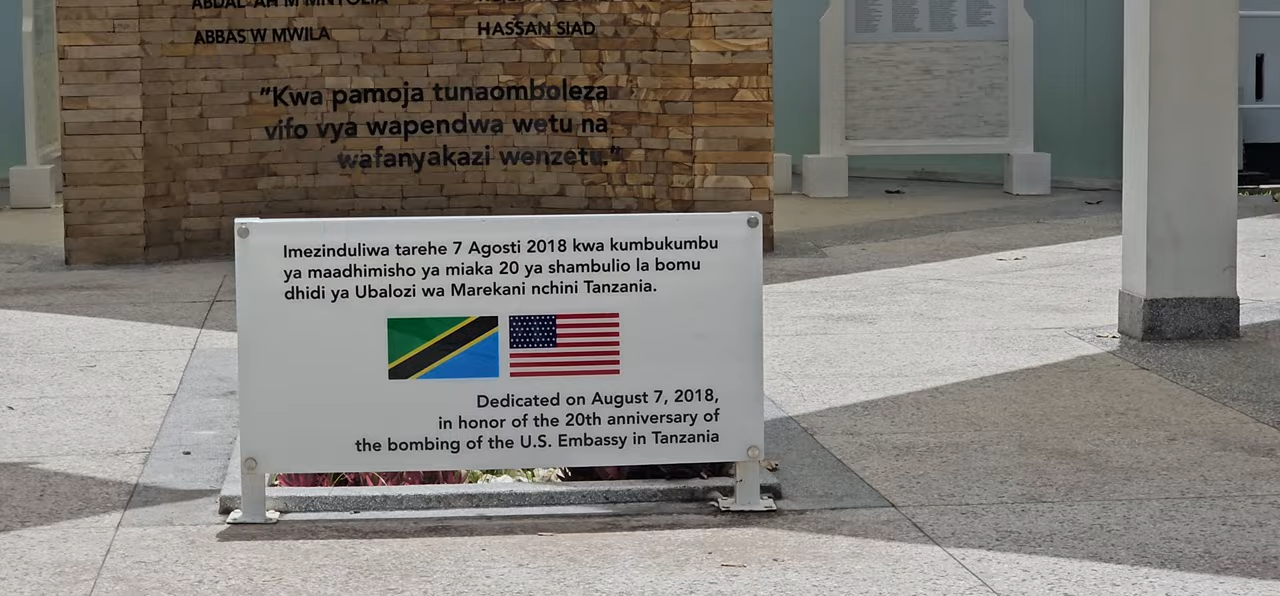 ABBAS W MWILA
HASSAN SIAD
"Kwa pamoja tunaomboleza
vifo vya wapendwa wetu na
wafanyakazi wenzetu."
Imezinduliwa tarehe 7 Agosti 2018 kwa kumbukumbu
ya maadhimisho ya miaka 20 ya shambulio la bomu
dhidi ya Ubalozi wa Marekani nchini Tanzania.
Dedicated on August 7, 2018,
in honor of the 20th anniversary of
the bombing of the U.S. Embassy in Tanzania